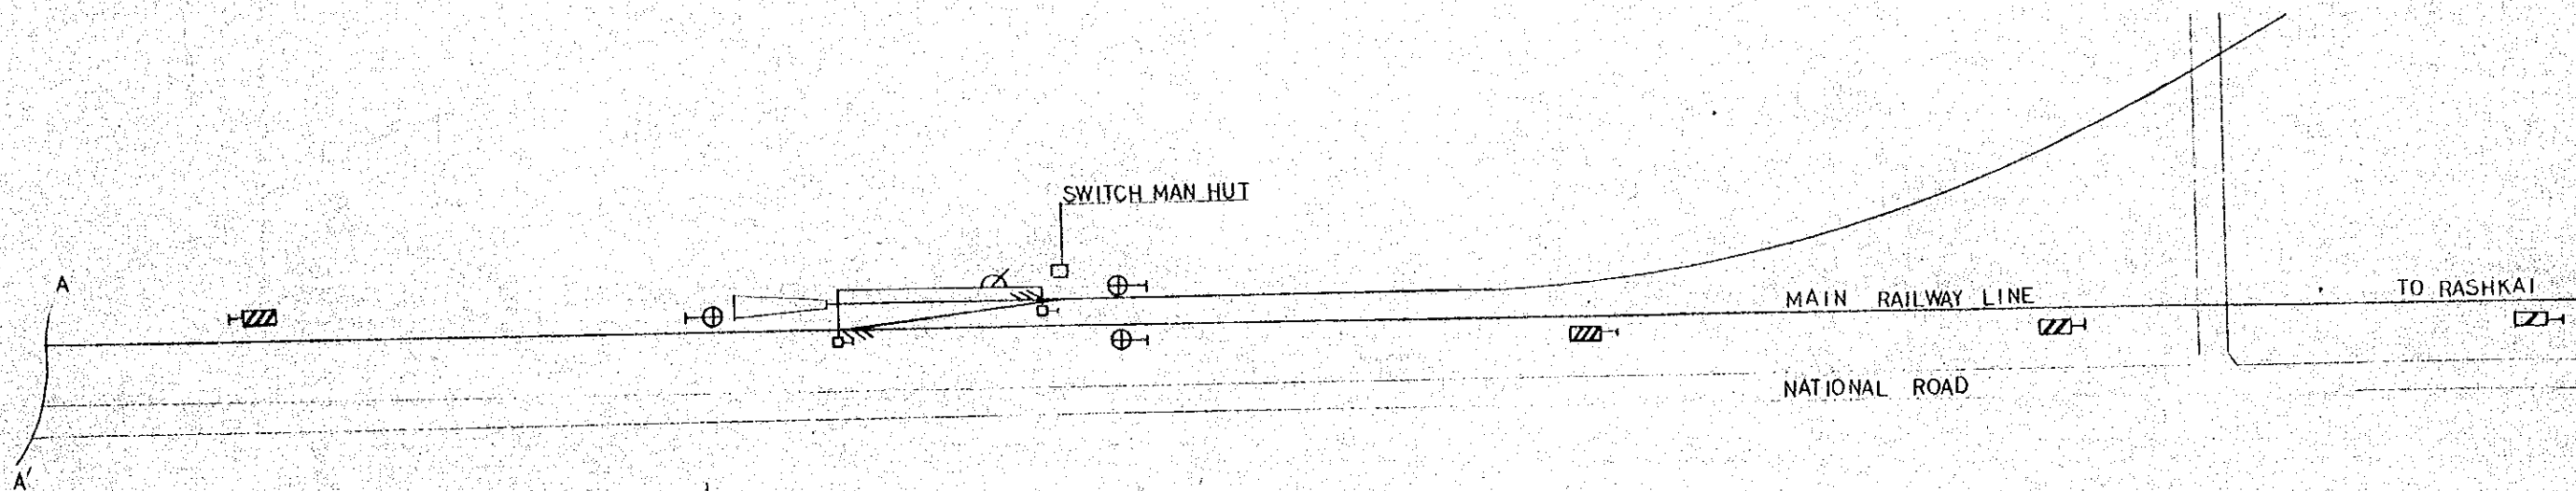 SWITCH MAN HUT
A
MAIN RAILWAY LINE
TO RASHKAI
NATIONAL ROAD
A'